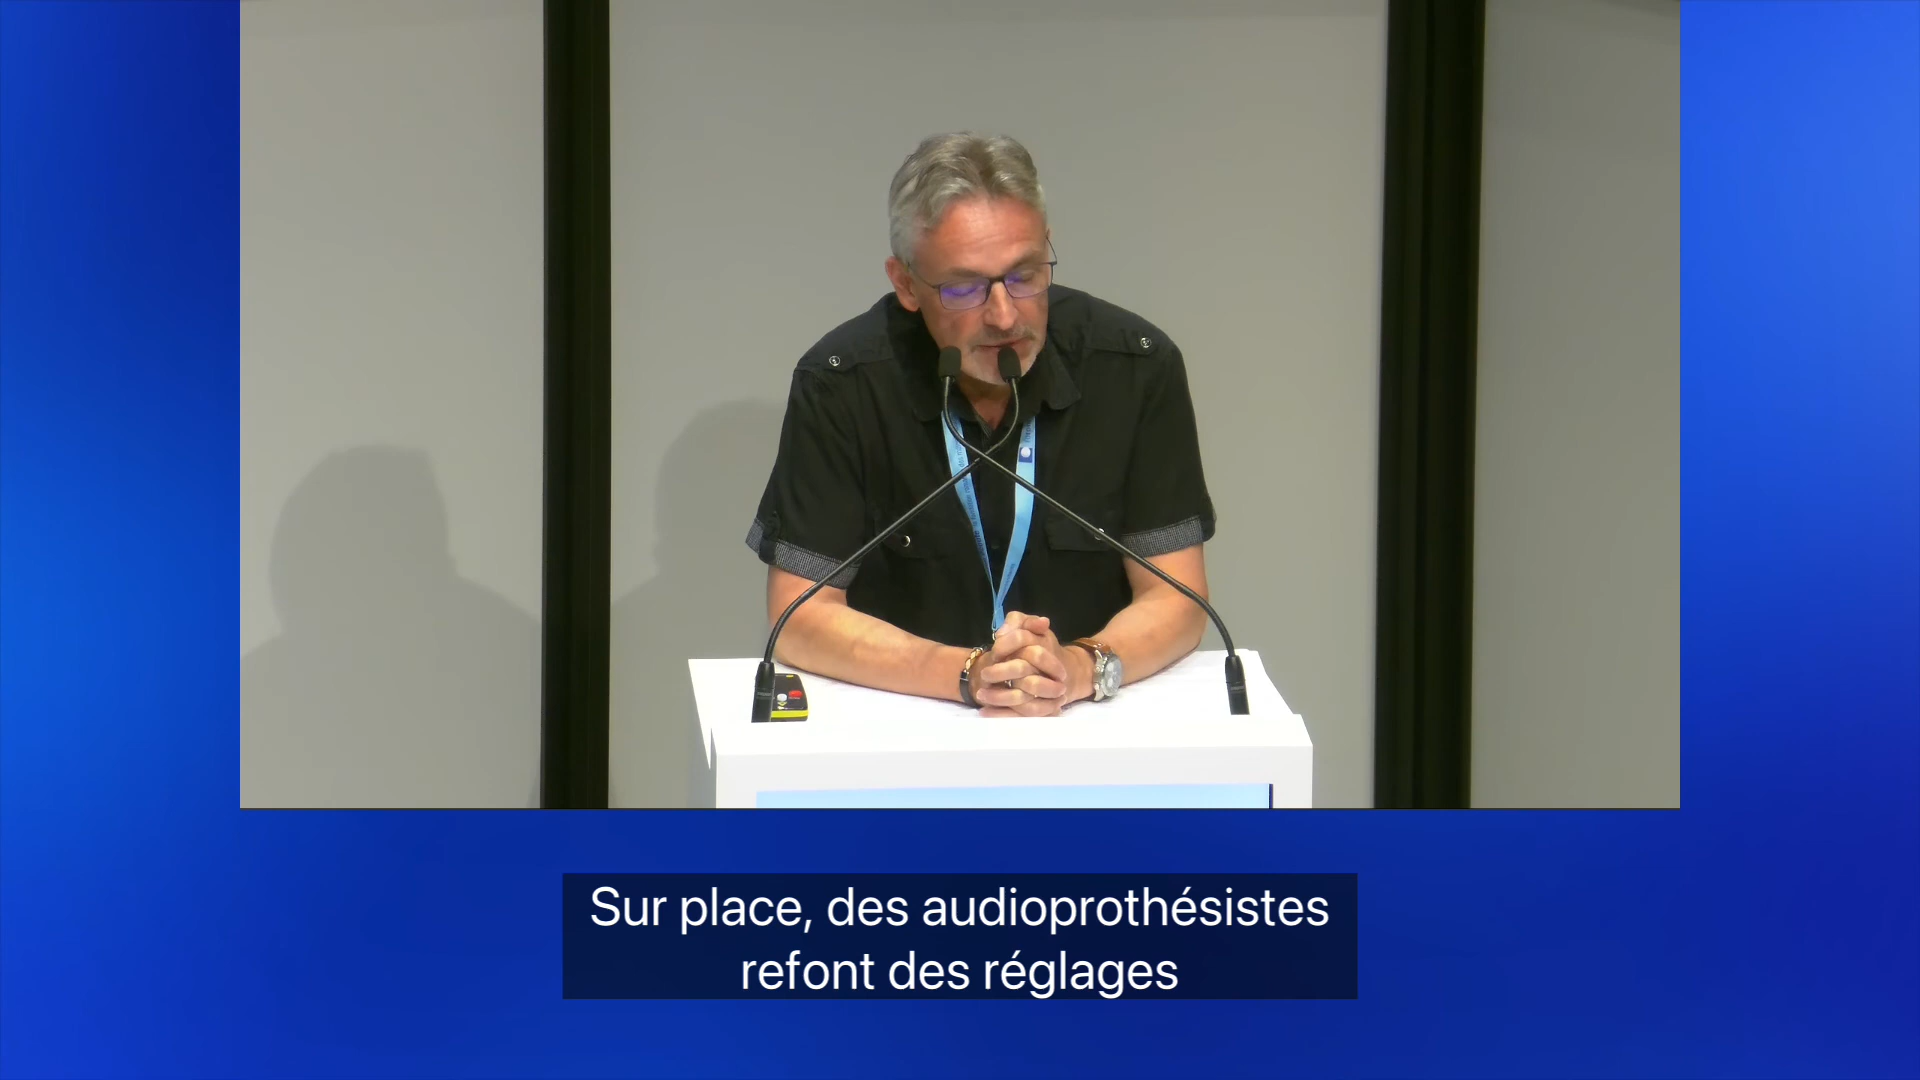 Sur place, des audioprothésistes
refont des réglages